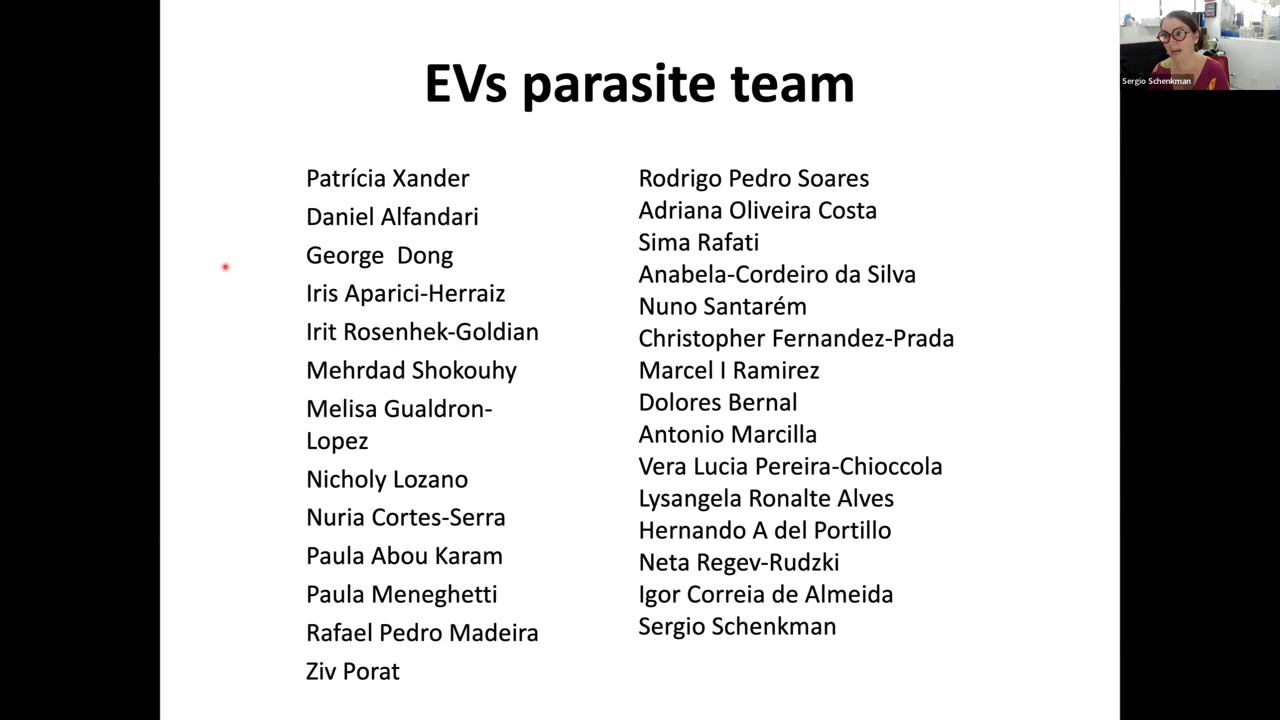 EVs parasite team
Patrícia Xander
Daniel Alfandari
George  Dong
Iris Aparici-Herraiz
Irit Rosenhek-Goldian
Mehrdad Shokouhy
Melisa Gualdron-
Lopez
Nicholy Lozano
Nuria Cortes-Serra
Paula Abou Karam
Paula Meneghetti
Rafael Pedro Madeira
Ziv Porat
Rodrigo Pedro Soares
Adriana Oliveira Costa
Sima Rafati
Anabela-Cordeiro da Silva
Nuno Santarém
Christopher Fernandez-Prada
Marcel I Ramirez
Dolores Bernal
Antonio Marcilla
Vera Lucia Pereira-Chioccola
Lysangela Ronalte Alves
Hernando A del Portillo
Neta Regev-Rudzki
Igor Correia de Almeida
Sergio Schenkman
Sergio Schenkman